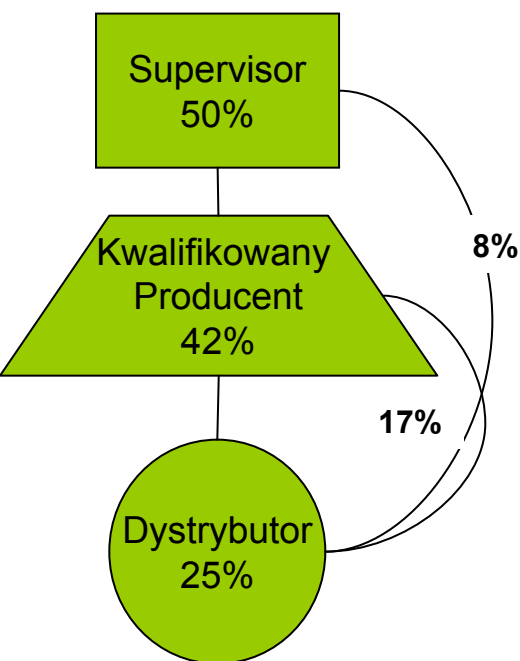 Supervisor
50%
8%
Kwalifikowany
Producent
42%
17%
Dystrybutor
25%